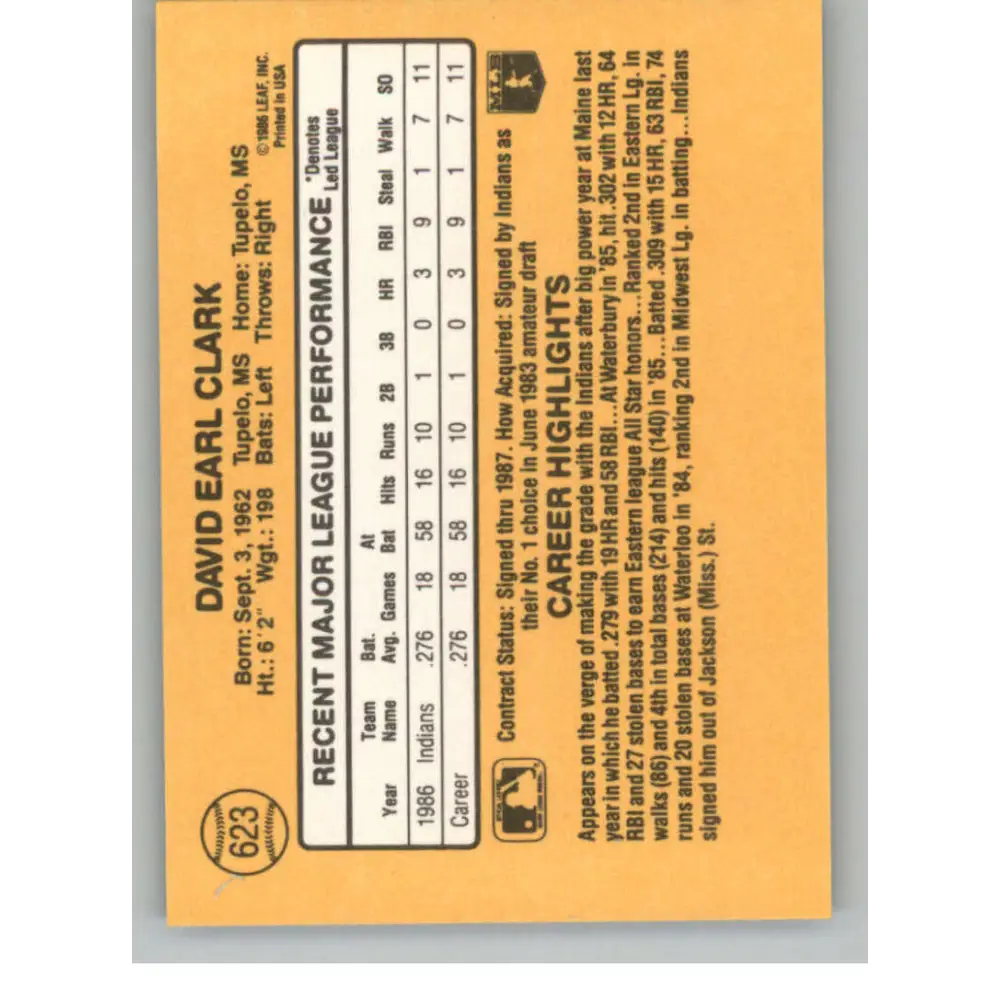 623
DAVID EARL CLARK
Born: Sept. 3, 1962 Tupelo, MS Home: Tupelo, MS
Ht.: 6'2" Wgt.: 198 Bats: Left Throws: Right
©1986 LEAF, INC.
Printed in USA
RECENT MAJOR LEAGUE PERFORMANCE
*Denotes
Led League
Year Team Name Bat. Avg. Games At Bat Hits Runs 2B 3B HR RBI Steal Walk SO
1986 Indians .276 18 58 16 10 1 0 3 9 1 7 11
Career .276 18 58 16 10 1 0 3 9 1 7 11
Contract Status: Signed thru 1987. How Acquired: Signed by Indians as
their No. 1 choice in June 1983 amateur draft
MLB
CAREER HIGHLIGHTS
Appears on the verge of making the grade with the Indians after big power year at Maine last
year in which he batted .279 with 19 HR and 58 RBI...At Waterbury in '85, hit .302 with 12 HR, 64
RBI and 27 stolen bases to earn Eastern league All Star honors...Ranked 2nd in Eastern Lg. in
walks (86) and 4th in total bases (214) and hits (140) in '85...Batted .309 with 15 HR, 63 RBI, 74
runs and 20 stolen bases at Waterloo in '84, ranking 2nd in Midwest Lg. in batting...Indians
signed him out of Jackson (Miss.) St.